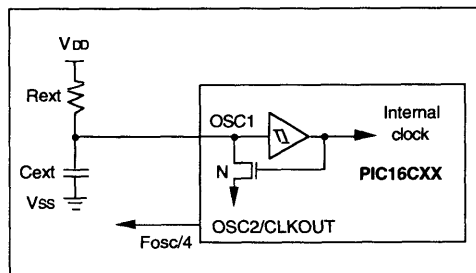 VDD
Rext
OSC1
Internal
clock
Cext
N
PIC16CXX
VSS
OSC2/CLKOUT
Fosc/4